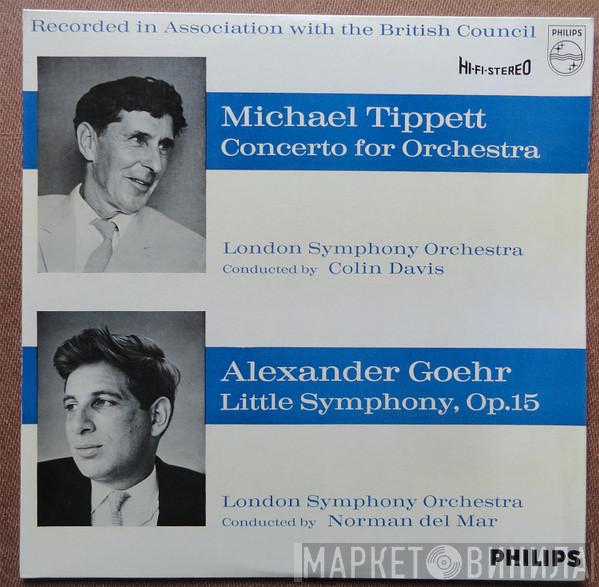 Recorded in Association with the British Council
PHILIPS
HI-FI-STEREO
Michael Tippett
Concerto for Orchestra
London Symphony Orchestra
Conducted by Colin Davis
Alexander Goehr
Little Symphony, Op.15
London Symphony Orchestra
Conducted by Norman del Mar
PHILIPS
МАРКЕТ ВИНИЛА